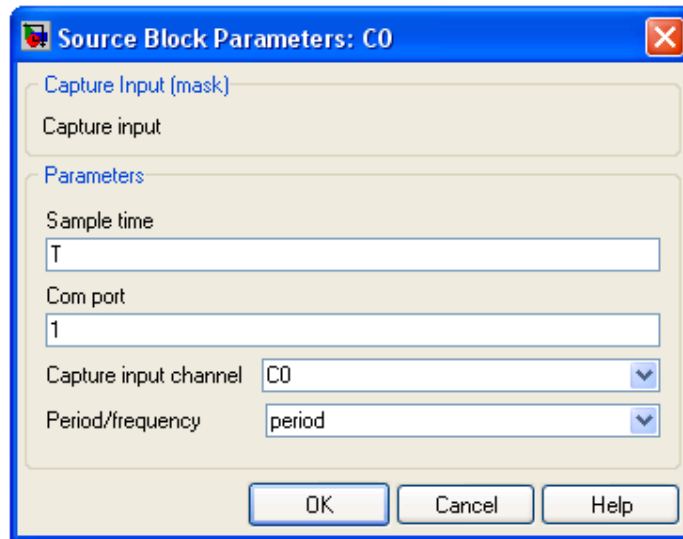 Source Block Parameters: C0
Capture Input (mask)
Capture input
Parameters
Sample time
T
Com port
1
Capture input channel C0
Period/frequency period
OK Cancel Help